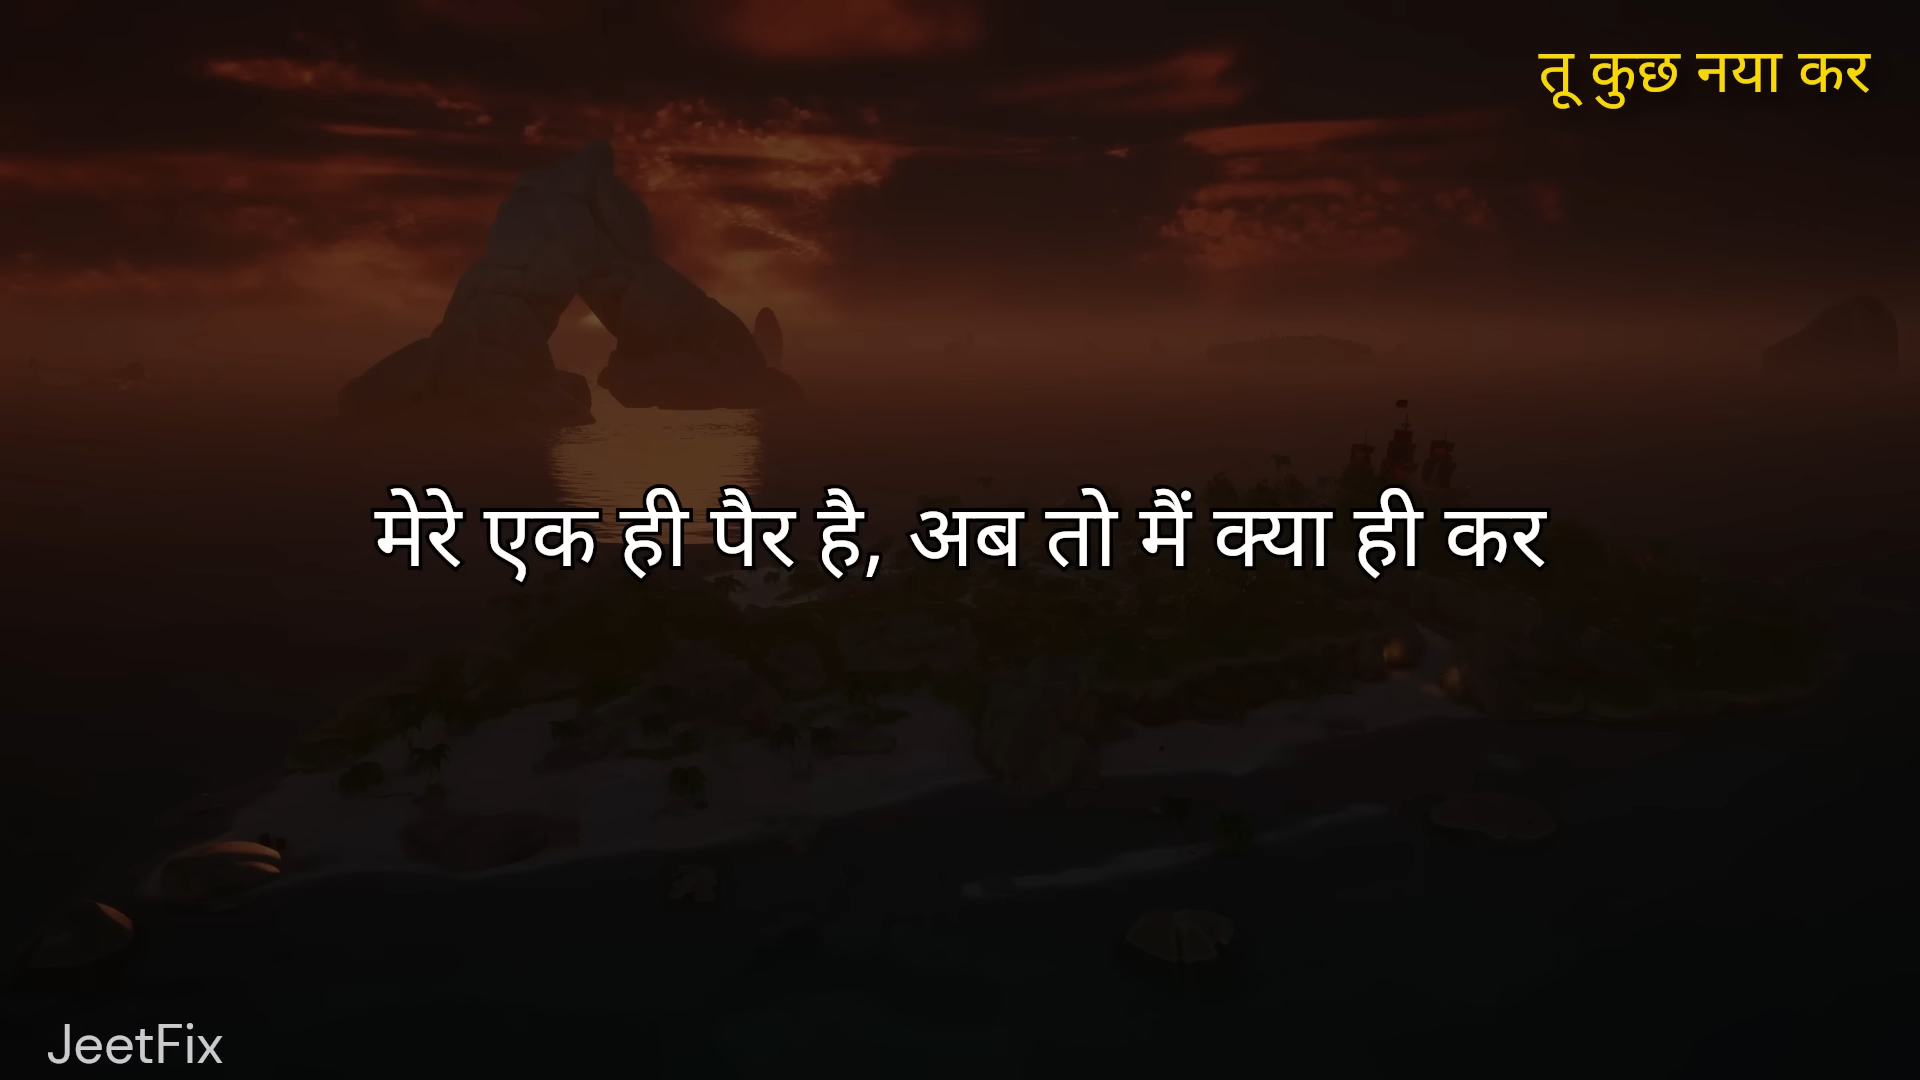 तू कुछ नया कर
मेरे एक ही पैर है, अब तो मैं क्या ही कर
JeetFix